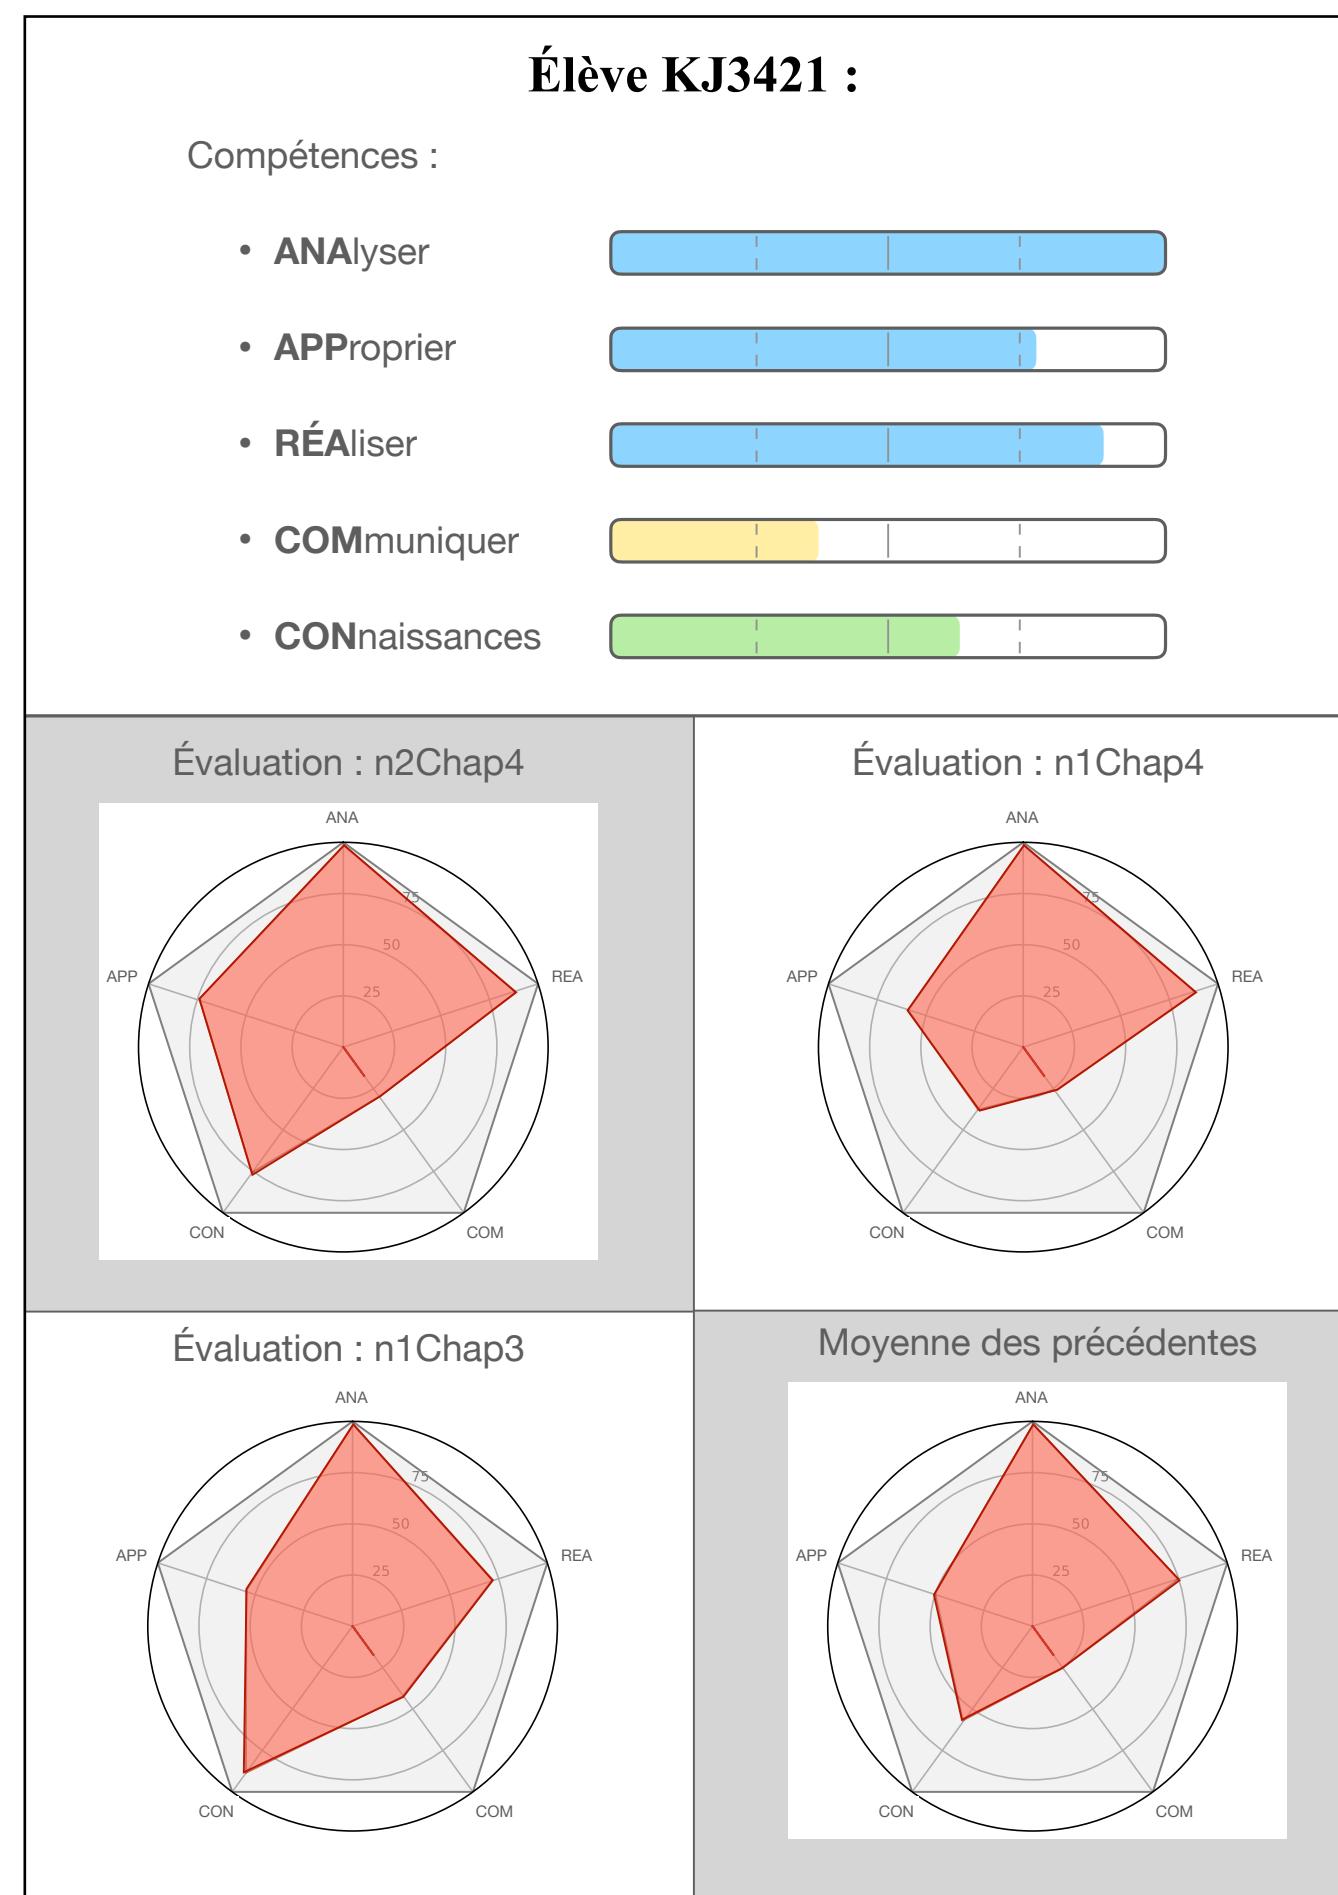 Élève KJ3421 :
Compétences :
• ANAlyser
• APProprier
• RÉAliser
• COMmuniquer
• CONnaissances
Évaluation : n2Chap4
ANA
75
50
25
APP
REA
CON
COM
Évaluation : n1Chap4
ANA
75
50
25
APP
REA
CON
COM
Évaluation : n1Chap3
ANA
75
50
25
APP
REA
CON
COM
Moyenne des précédentes
ANA
75
50
25
APP
REA
CON
COM